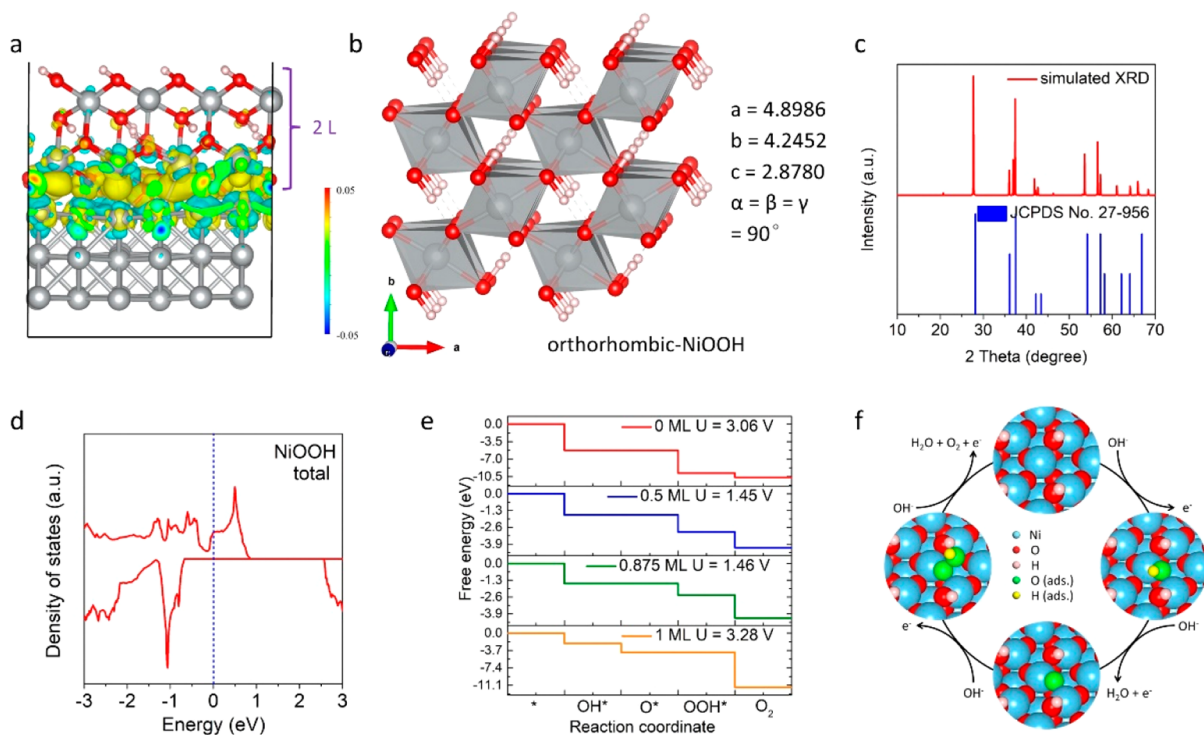 a
2 L
0.05
-0.05
b
a = 4.8986
b = 4.2452
c = 2.8780
α = β = γ
= 90°
b
a
orthorhombic-NiOOH
c
simulated XRD
JCPDS No. 27-956
Intensity (a.u.)
10 20 30 40 50 60 70
2 Theta (degree)
d
NiOOH
total
Density of states (a.u.)
-3 -2 -1 0 1 2 3
Energy (eV)
e
0.0
-3.5
-7.0
-10.5
0 ML U = 3.06 V
0.0
-1.3
-2.6
-3.9
0.5 ML U = 1.45 V
0.0
-1.3
-2.6
-3.9
0.875 ML U = 1.46 V
0.0
-3.7
-7.4
-11.1
1 ML U = 3.28 V
Free energy (eV)
* OH* O* OOH* O2
Reaction coordinate
f
H2O + O2 + e-
OH-
OH-
e-
Ni
O
H
O (ads.)
H (ads.)
e-
OH-
OH-
H2O + e-